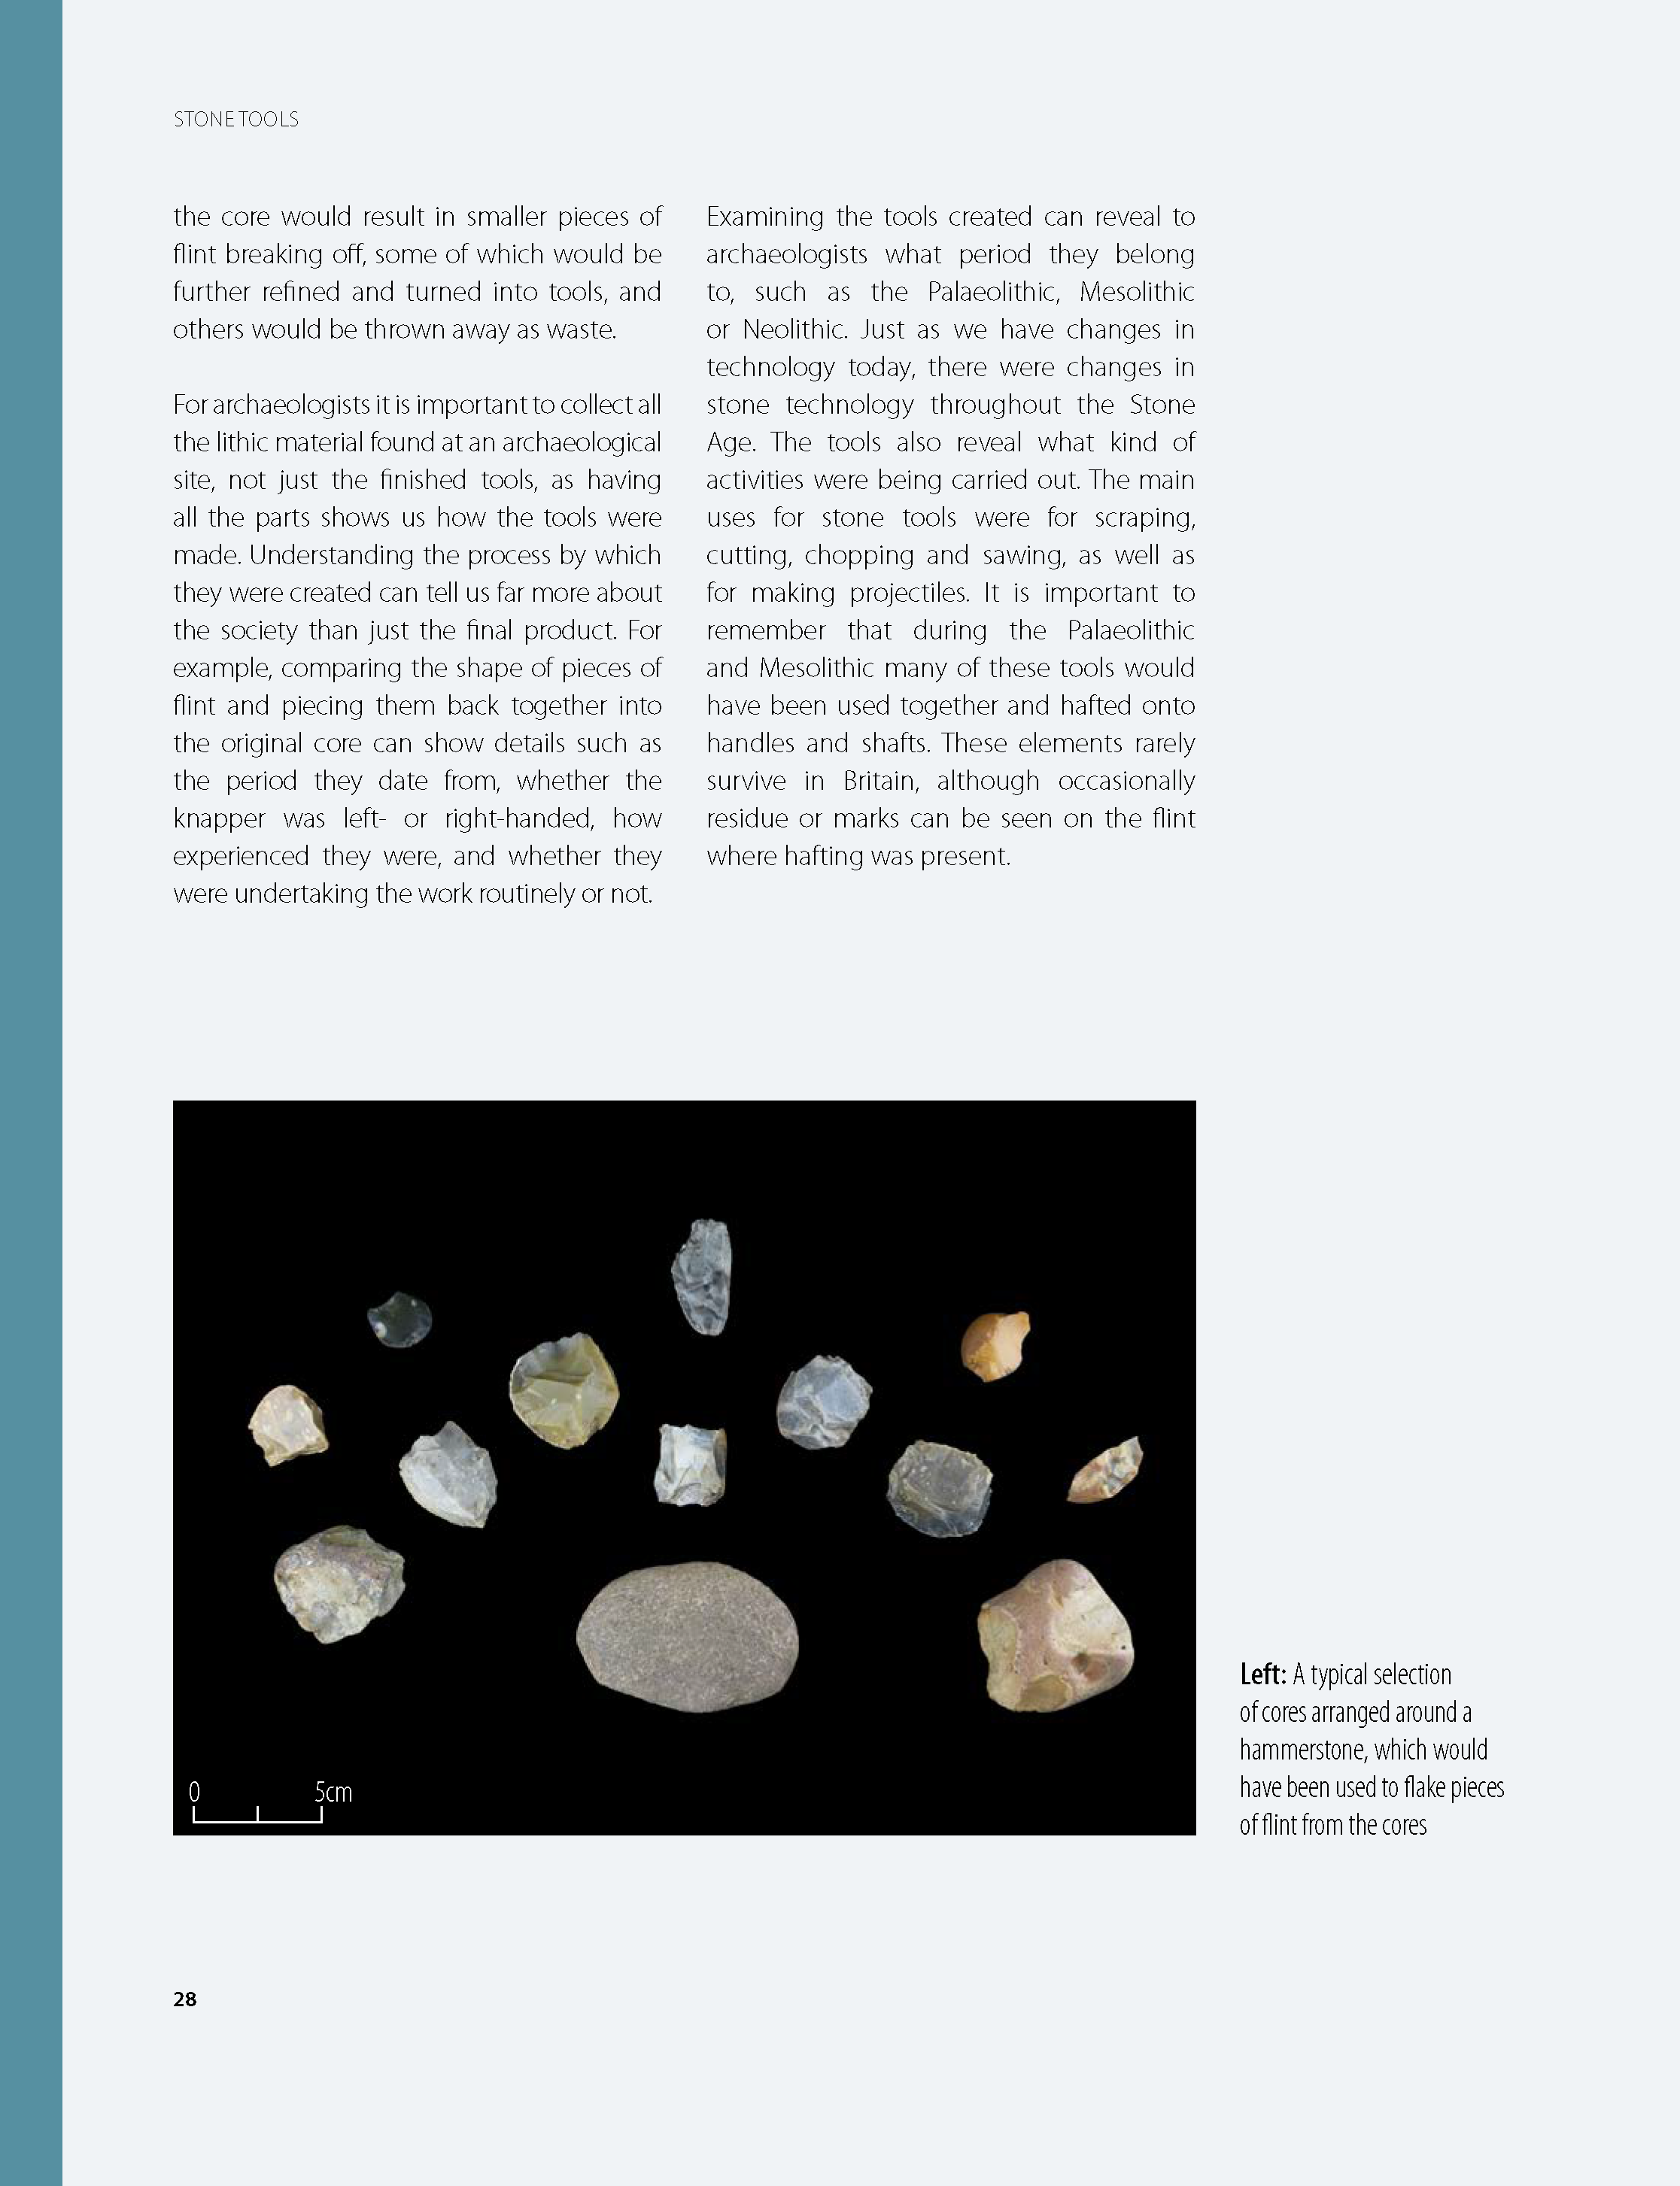 STONE TOOLS
the core would result in smaller pieces of
flint breaking off, some of which would be
further refined and turned into tools, and
others would be thrown away as waste.
For archaeologists it is important to collect all
the lithic material found at an archaeological
site, not just the finished tools, as having
all the parts shows us how the tools were
made. Understanding the process by which
they were created can tell us far more about
the society than just the final product. For
example, comparing the shape of pieces of
flint and piecing them back together into
the original core can show details such as
the period they date from, whether the
knapper was left- or right-handed, how
experienced they were, and whether they
were undertaking the work routinely or not.
Examining the tools created can reveal to
archaeologists what period they belong
to, such as the Palaeolithic, Mesolithic
or Neolithic. Just as we have changes in
technology today, there were changes in
stone technology throughout the Stone
Age. The tools also reveal what kind of
activities were being carried out. The main
uses for stone tools were for scraping,
cutting, chopping and sawing, as well as
for making projectiles. It is important to
remember that during the Palaeolithic
and Mesolithic many of these tools would
have been used together and hafted onto
handles and shafts. These elements rarely
survive in Britain, although occasionally
residue or marks can be seen on the flint
where hafting was present.
0 5cm
Left: A typical selection
of cores arranged around a
hammerstone, which would
have been used to flake pieces
of flint from the cores
28